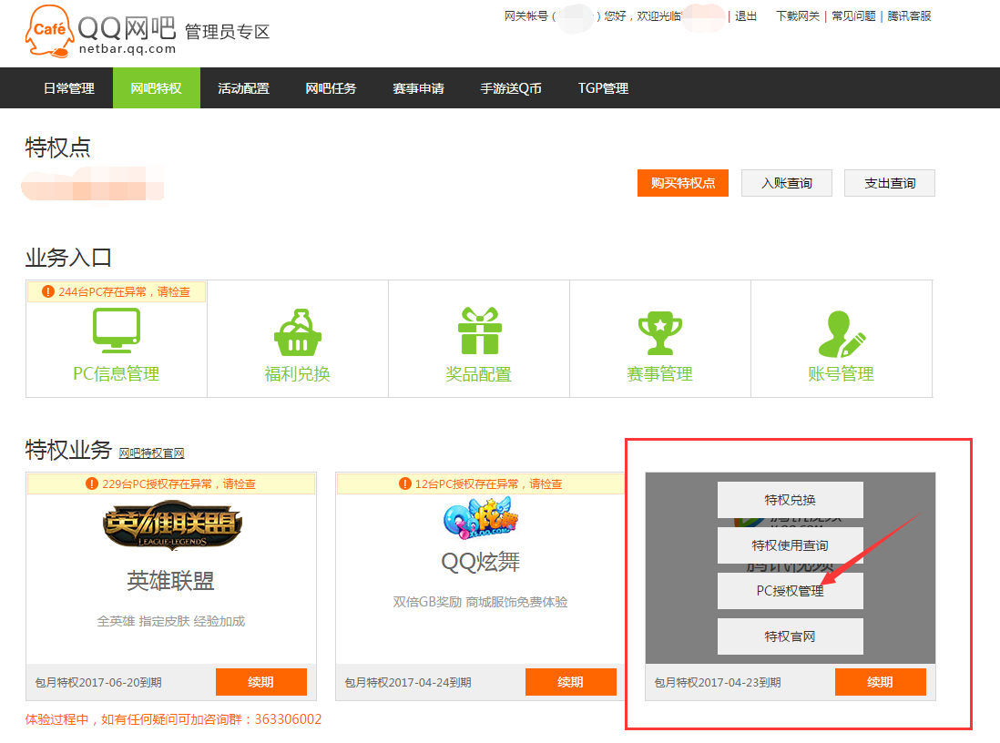 网关帐号 ( ) 您好，欢迎光临 | 退出 下载网关 | 常见问题 | 腾讯客服
Café QQ网吧 管理员专区
netbar.qq.com
日常管理 网吧特权 活动配置 网吧任务 赛事申请 手游送Q币 TGP管理
特权点
购买特权点 入账查询 支出查询
业务入口
244台PC存在异常，请检查
PC信息管理 福利兑换 奖品配置 赛事管理 账号管理
特权业务 网吧特权官网
229台PC授权存在异常，请检查 12台PC授权存在异常，请检查
英雄联盟
LEAGUE of LEGENDS
QQ炫舞
英雄联盟
QQ炫舞
全英雄 指定皮肤 经验加成
双倍GB奖励 商城服饰免费体验
特权兑换
腾讯视频
特权使用查询
腾讯视频
PC授权管理
特权官网
包月特权2017-06-20到期 续期 包月特权2017-04-24到期 续期 包月特权2017-04-23到期 续期
体验过程中，如有任何疑问可加咨询群：363306002